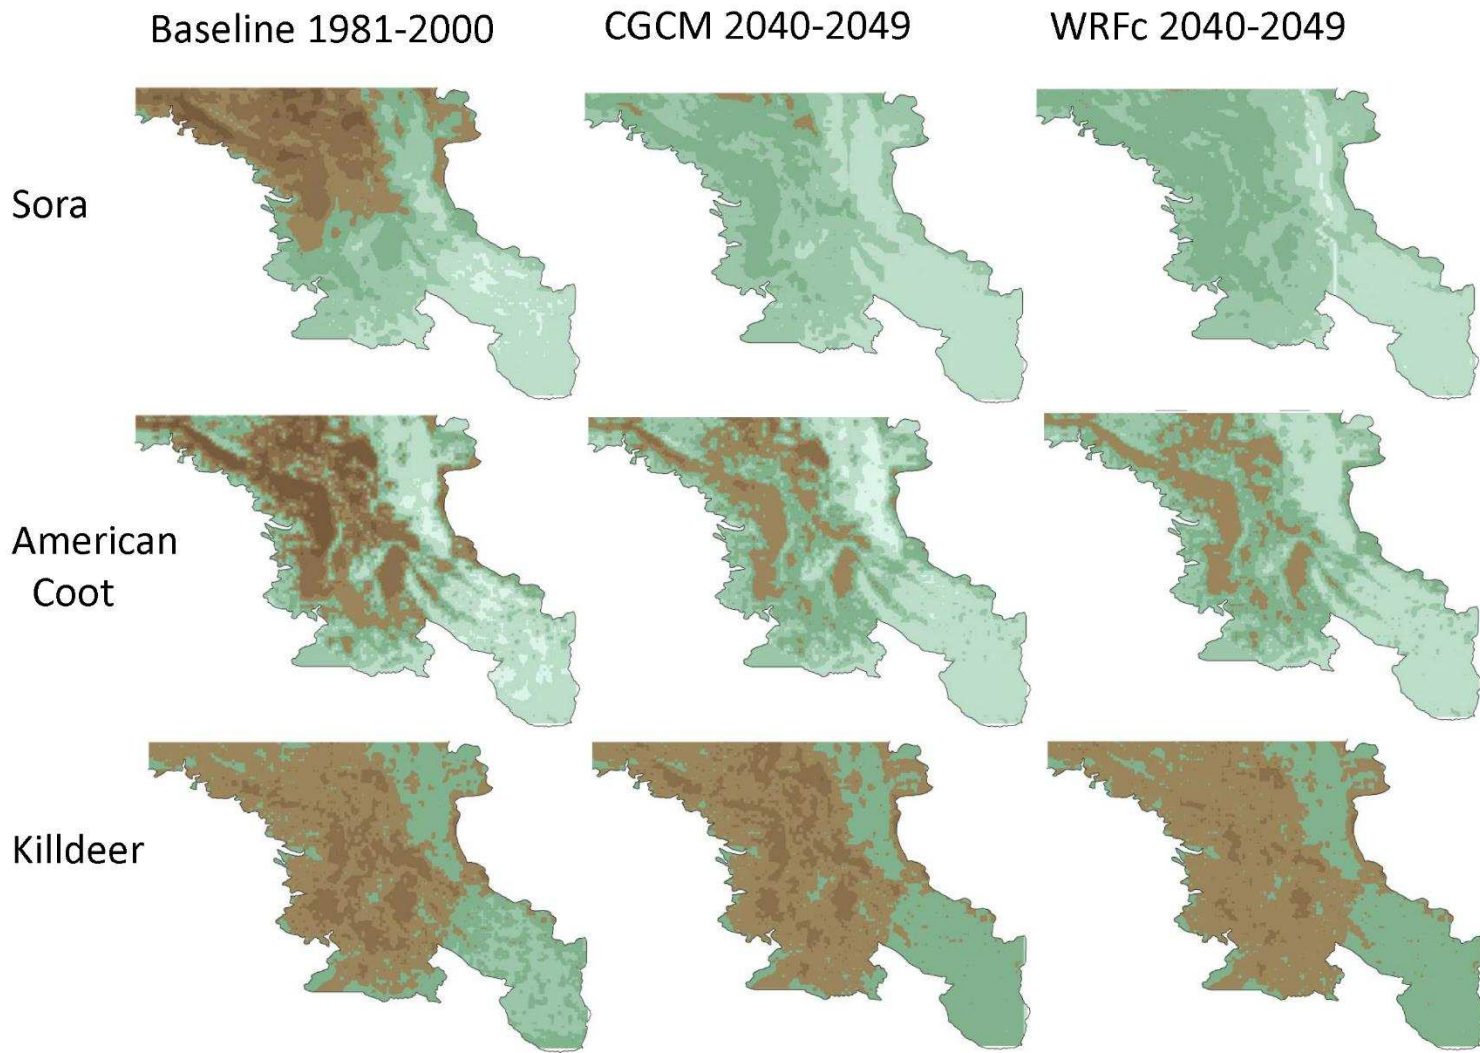 Baseline 1981-2000
CGCM 2040-2049
WRFc 2040-2049
Sora
American
Coot
Killdeer